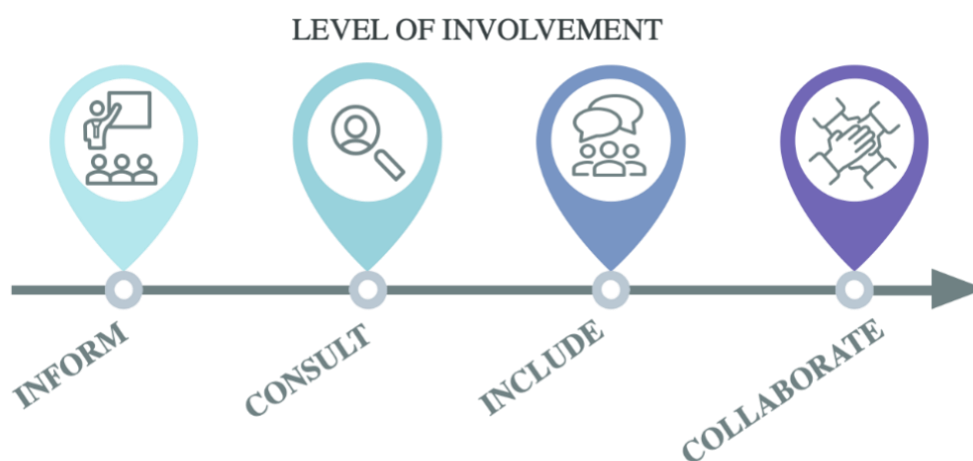 LEVEL OF INVOLVEMENT
INFORM
CONSULT
INCLUDE
COLLABORATE